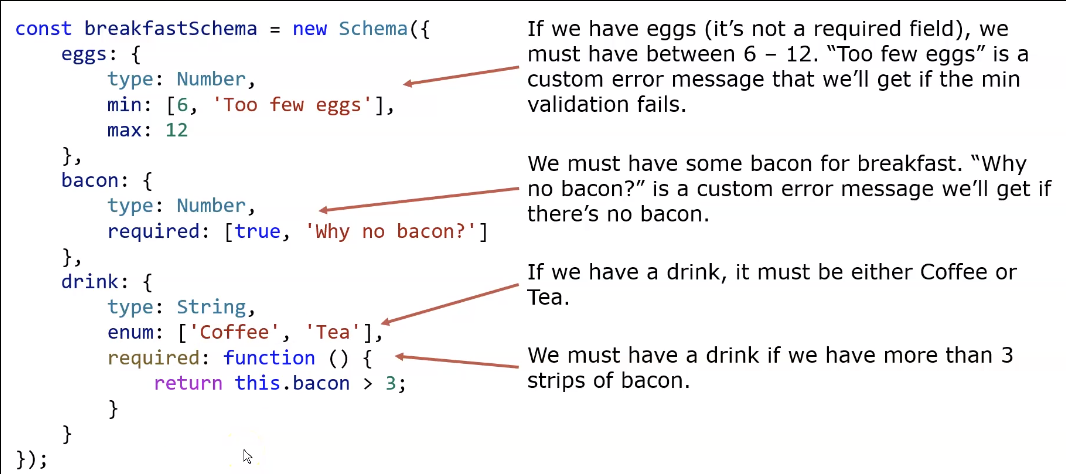 const breakfastSchema = new Schema({
    eggs: {
        type: Number,
        min: [6, 'Too few eggs'],
        max: 12
    },
    bacon: {
        type: Number,
        required: [true, 'Why no bacon?']
    },
    drink: {
        type: String,
        enum: ['Coffee', 'Tea'],
        required: function () {
            return this.bacon > 3;
        }
    }
});
If we have eggs (it’s not a required field), we
must have between 6 – 12. “Too few eggs” is a
custom error message that we’ll get if the min
validation fails.
We must have some bacon for breakfast. “Why
no bacon?” is a custom error message we’ll get if
there’s no bacon.
If we have a drink, it must be either Coffee or
Tea.
We must have a drink if we have more than 3
strips of bacon.